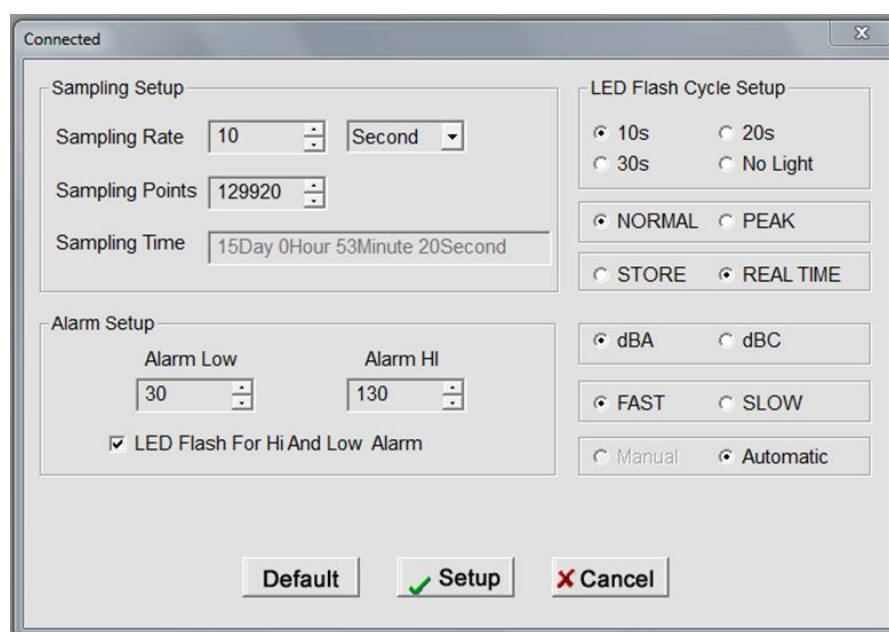 Connected
Sampling Setup
Sampling Rate 10 Second
Sampling Points 129920
Sampling Time 15Day 0Hour 53Minute 20Second
Alarm Setup
Alarm Low Alarm HI
30 130
LED Flash For Hi And Low Alarm
LED Flash Cycle Setup
10s 20s
30s No Light
NORMAL PEAK
STORE REAL TIME
dBA dBC
FAST SLOW
Manual Automatic
Default Setup Cancel